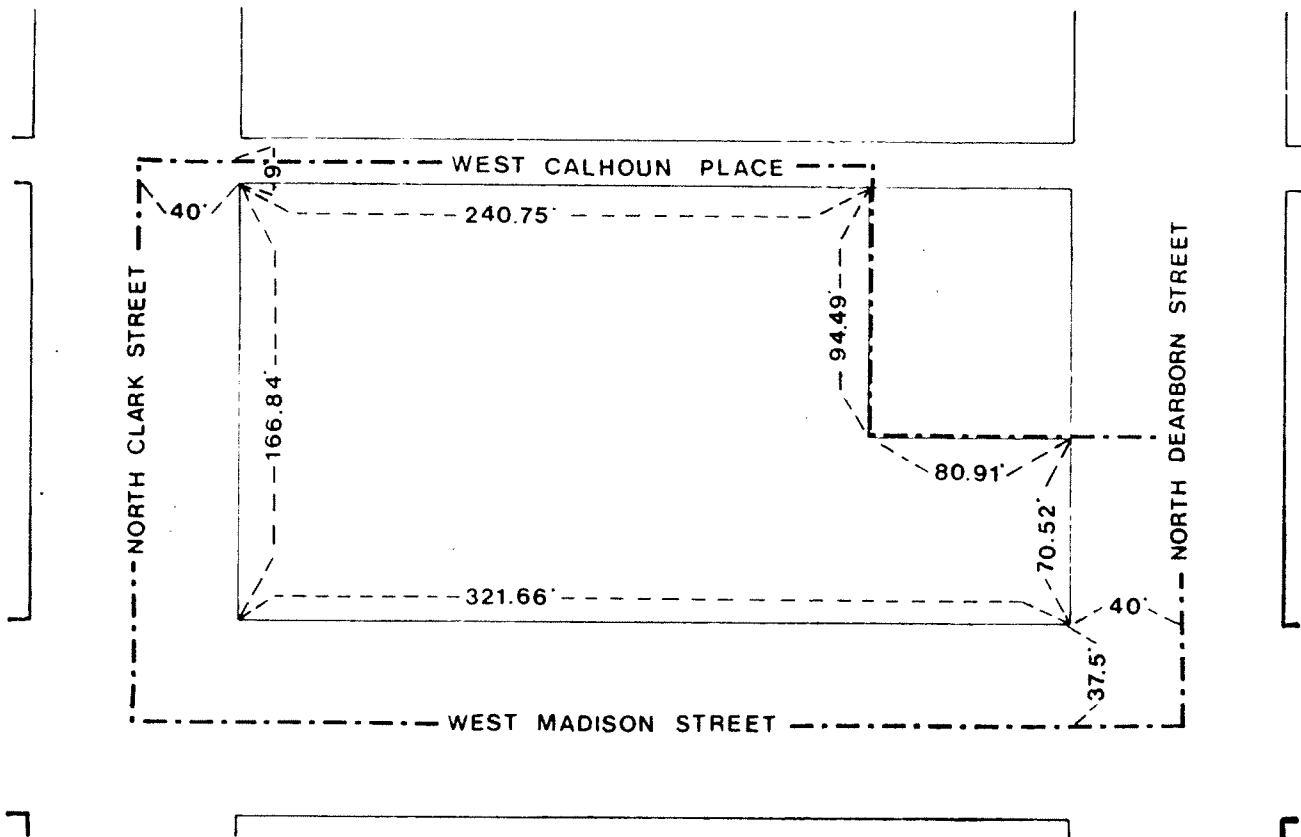 WEST CALHOUN PLACE
9'
40'
240.75'
NORTH CLARK STREET
166.84'
94.49'
NORTH DEARBORN STREET
80.91'
70.52'
321.66'
40'
37.5'
WEST MADISON STREET